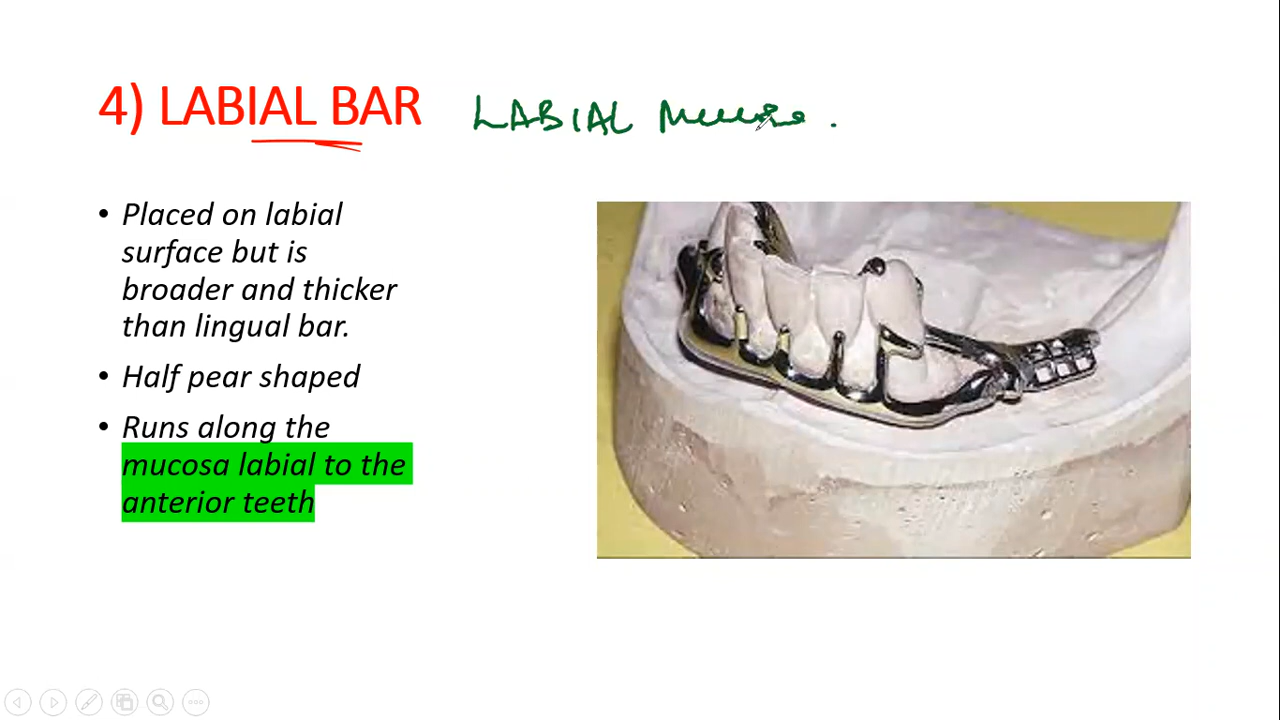 4) LABIAL BAR LABIAL Mucosa.
• Placed on labial
surface but is
broader and thicker
than lingual bar.
• Half pear shaped
• Runs along the
mucosa labial to the
anterior teeth